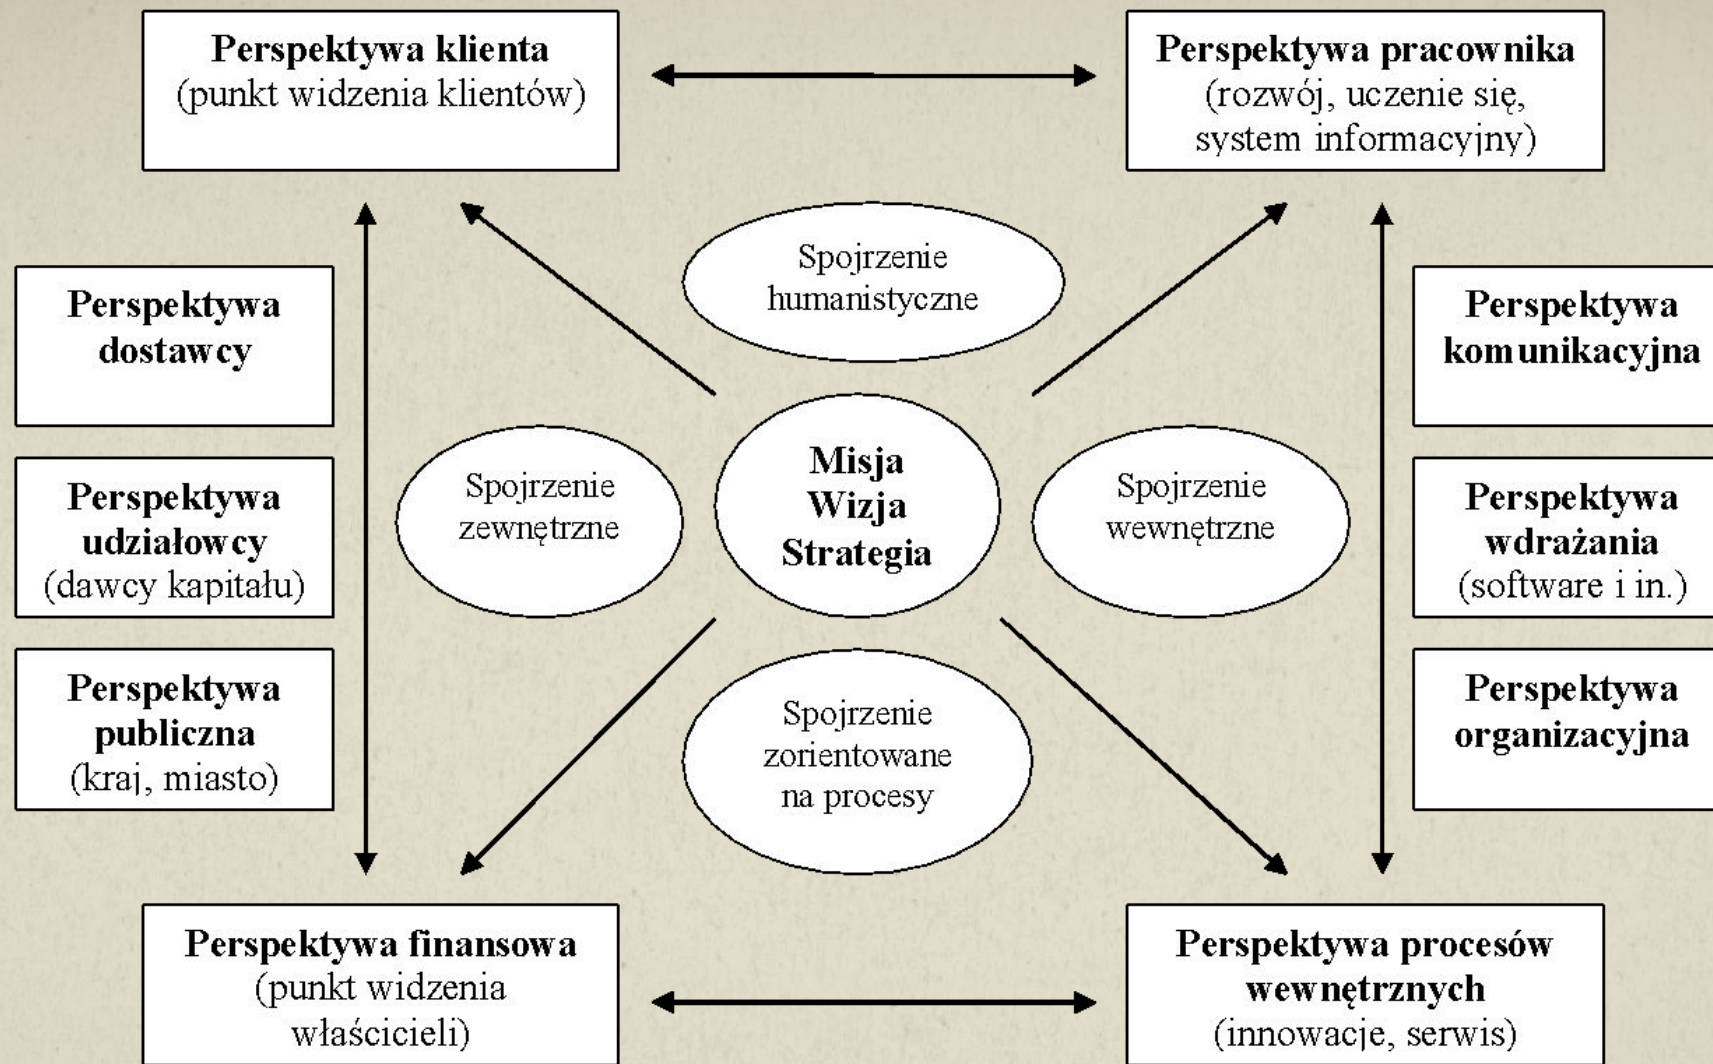 Perspektywa klienta
(punkt widzenia klientów)
Perspektywa pracownika
(rozwój, uczenie się,
system informacyjny)
Spojrzenie
humanistyczne
Perspektywa
dostawcy
Perspektywa
komunikacyjna
Spojrzenie
zewnętrzne
Misja
Wizja
Strategia
Spojrzenie
wewnętrzne
Perspektywa
udziałowcy
(dawcy kapitału)
Perspektywa
wdrażania
(software i in.)
Perspektywa
publiczna
(kraj, miasto)
Spojrzenie
zorientowane
na procesy
Perspektywa
organizacyjna
Perspektywa finansowa
(punkt widzenia
właścicieli)
Perspektywa procesów
wewnętrznych
(innowacje, serwis)